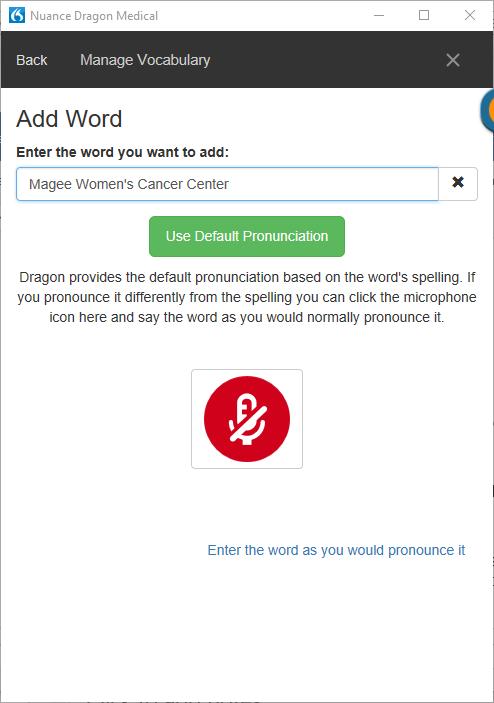 Nuance Dragon Medical
Back Manage Vocabulary
Add Word
Enter the word you want to add:
Magee Women's Cancer Center
Use Default Pronunciation
Dragon provides the default pronunciation based on the word's spelling. If
you pronounce it differently from the spelling you can click the microphone
icon here and say the word as you would normally pronounce it.
Enter the word as you would pronounce it